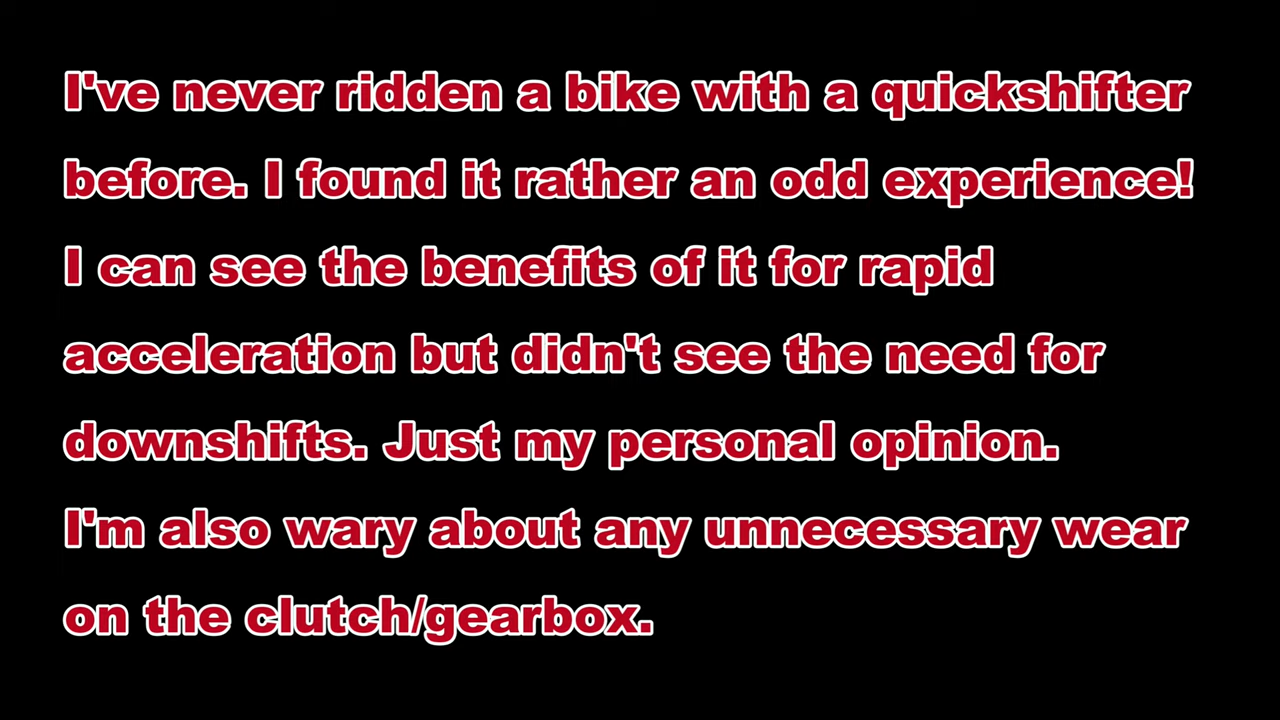 I've never ridden a bike with a quickshifter
before. I found it rather an odd experience!
I can see the benefits of it for rapid
acceleration but didn't see the need for
downshifts. Just my personal opinion.
I'm also wary about any unnecessary wear
on the clutch/gearbox.